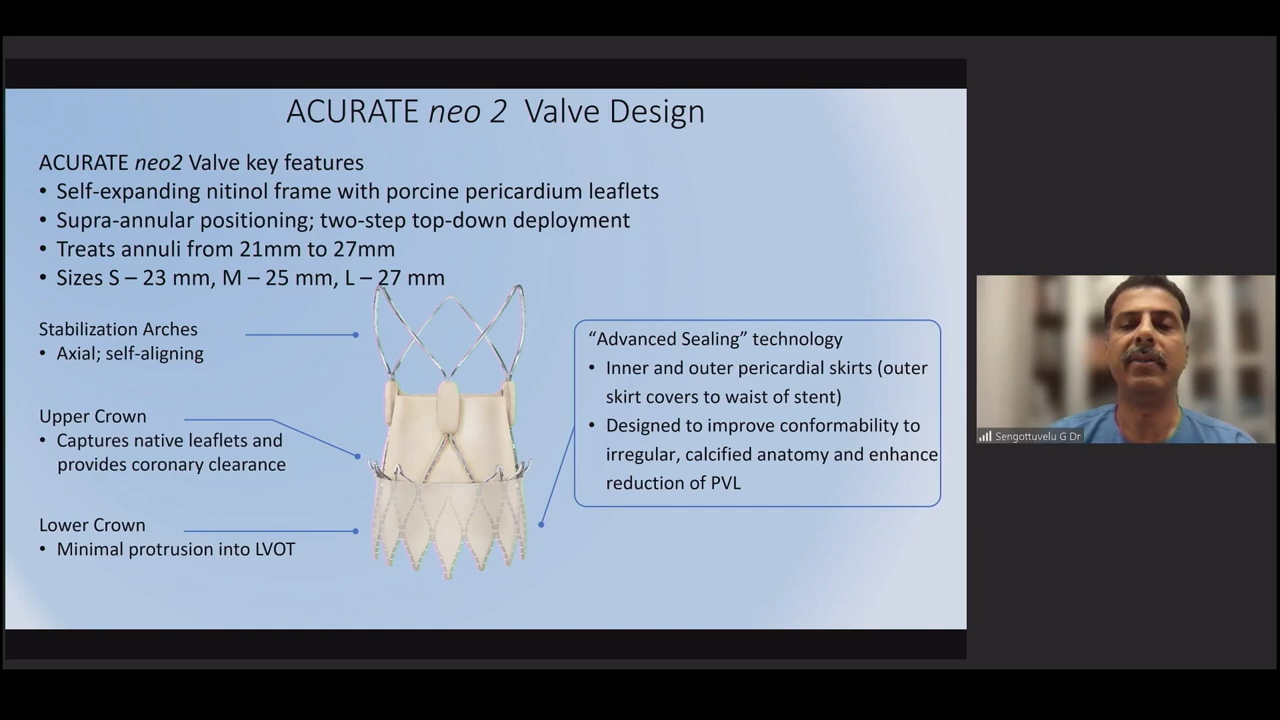 ACURATE neo 2 Valve Design
ACURATE neo2 Valve key features
• Self-expanding nitinol frame with porcine pericardium leaflets
• Supra-annular positioning; two-step top-down deployment
• Treats annuli from 21mm to 27mm
• Sizes S – 23 mm, M – 25 mm, L – 27 mm
Stabilization Arches
• Axial; self-aligning
Upper Crown
• Captures native leaflets and
provides coronary clearance
Lower Crown
• Minimal protrusion into LVOT
“Advanced Sealing” technology
• Inner and outer pericardial skirts (outer
skirt covers to waist of stent)
• Designed to improve conformability to
irregular, calcified anatomy and enhance
reduction of PVL
Sengottuvelu G Dr